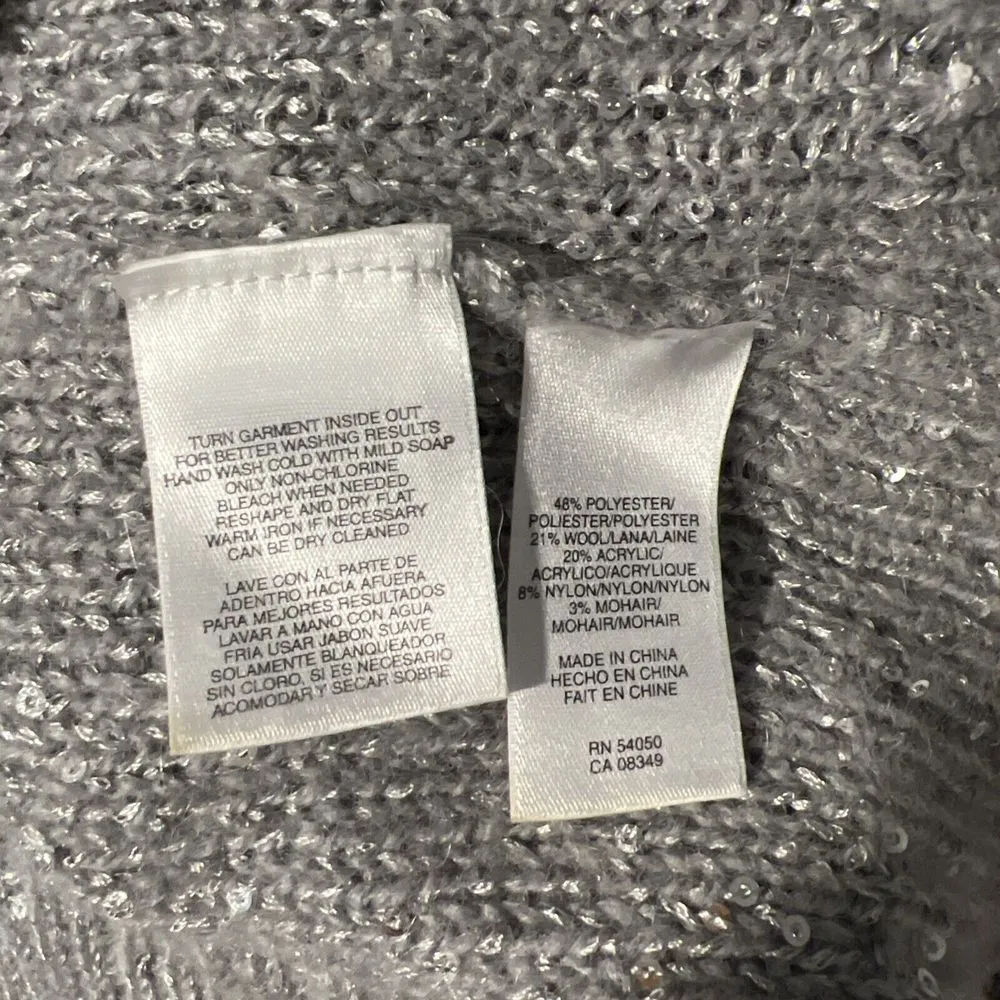 TURN GARMENT INSIDE OUT
FOR BETTER WASHING RESULTS
HAND WASH COLD WITH MILD SOAP
ONLY NON-CHLORINE
BLEACH WHEN NEEDED
RESHAPE AND DRY FLAT
WARM IRON IF NECESSARY
CAN BE DRY CLEANED
LAVE CON AL PARTE DE
ADENTRO HACIA AFUERA
PARA MEJORES RESULTADOS
LAVAR A MANO CON AGUA
FRIA USAR JABON SUAVE
SOLAMENTE BLANQUEADOR
SIN CLORO, SI ES NECESARIO
ACOMODAR Y SECAR SOBRE
48% POLYESTER/
POLIESTER/POLYESTER
21% WOOL/LANA/LAINE
20% ACRYLIC/
ACRYLICO/ACRYLIQUE
8% NYLON/NYLON/NYLON
3% MOHAIR/
MOHAIR/MOHAIR
MADE IN CHINA
HECHO EN CHINA
FAIT EN CHINE
RN 54050
CA 08349